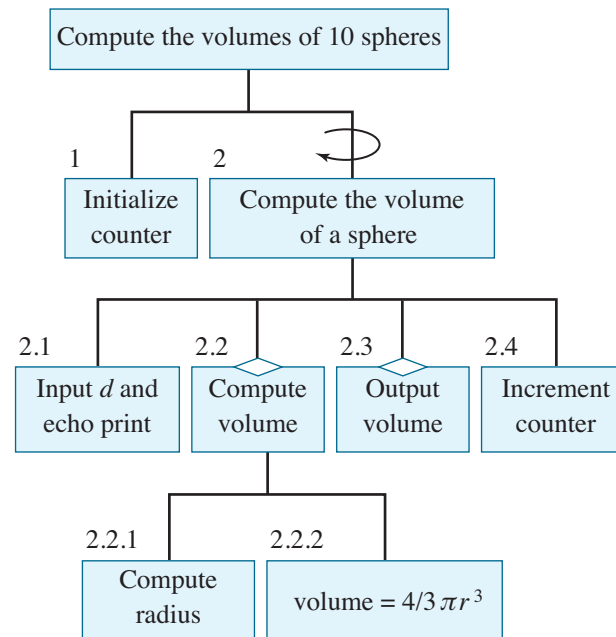 Compute the volumes of 10 spheres
1
2
Initialize
counter
Compute the volume
of a sphere
2.1
2.2
2.3
2.4
Input d and
echo print
Compute
volume
Output
volume
Increment
counter
2.2.1
2.2.2
Compute
radius
volume = 4/3 πr³